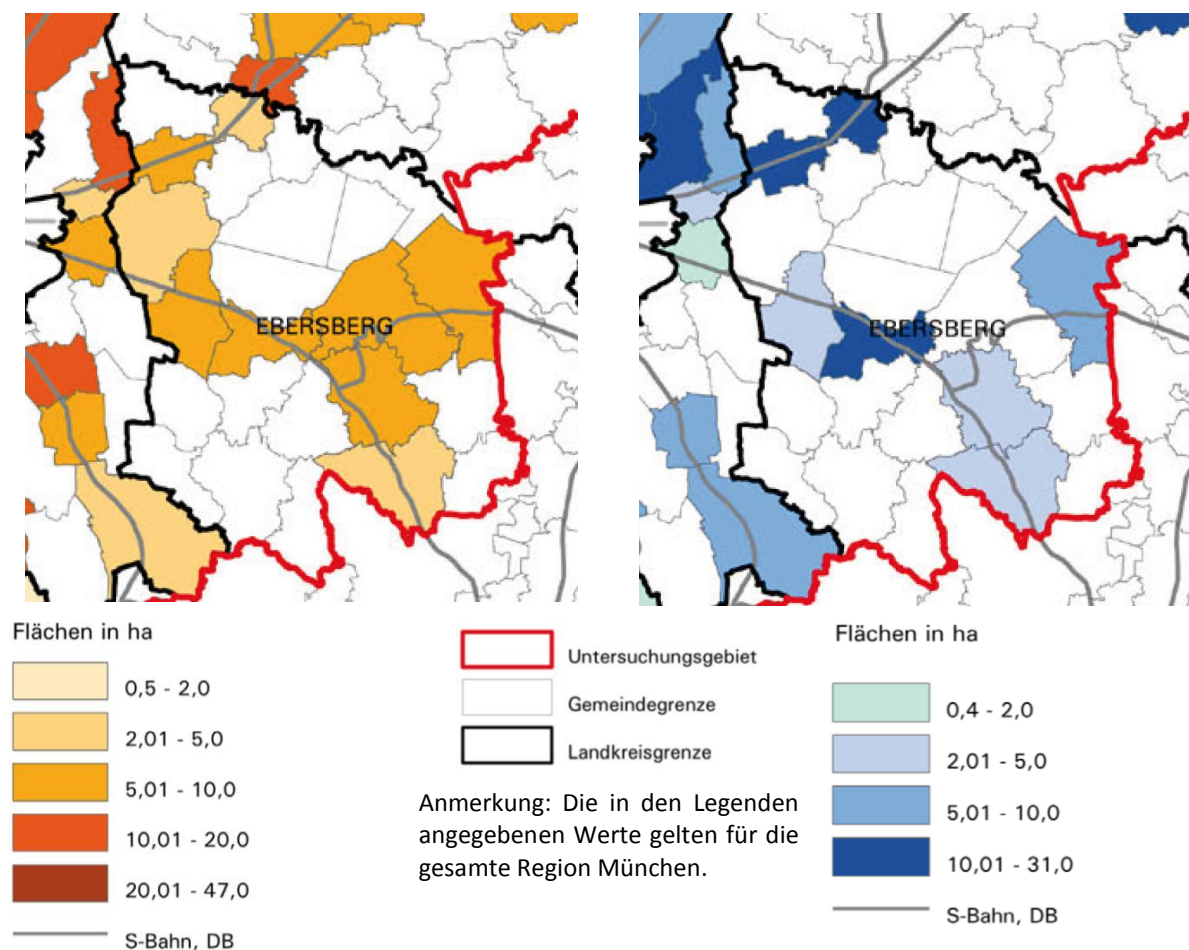 EBERSBERG
EBERSBERG
Flächen in ha
0,5 - 2,0
2,01 - 5,0
5,01 - 10,0
10,01 - 20,0
20,01 - 47,0
S-Bahn, DB
Untersuchungsgebiet
Gemeindegrenze
Landkreisgrenze
Anmerkung: Die in den Legenden
angegebenen Werte gelten für die
gesamte Region München.
Flächen in ha
0,4 - 2,0
2,01 - 5,0
5,01 - 10,0
10,01 - 31,0
S-Bahn, DB